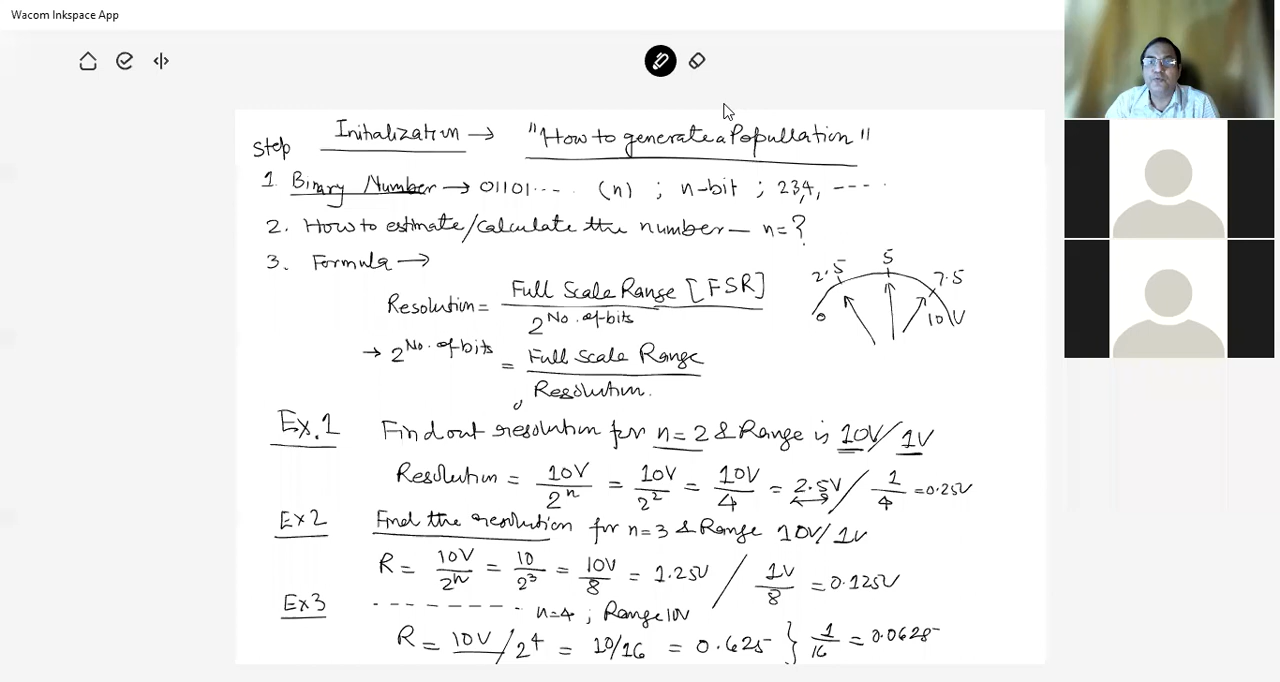 Wacom Inkspace App
Step Initialization → "How to generate a Popullation"
1. Binary Number → 01101--- (n) ; n-bit ; 2,3,4, ----
2. How to estimate/calculate the number — n=?
3. Formula →
Resolution = Full Scale Range [FSR] / 2^No. of bits
0 2.5 5 7.5 10V
→ 2^No. of bits = Full Scale Range / Resolution.
Ex.1 Find out resolution for n=2 & Range is 10V/1V
Resolution = 10V/2^n = 10V/2^2 = 10V/4 = 2.5V / 1/4 = 0.25V
Ex2 Find the resolution for n=3 & Range 10V/1V
R = 10V/2^n = 10/2^3 = 10V/8 = 1.25V / 1V/8 = 0.125V
Ex3 -------- n=4 ; Range 10V
R = 10V/2^4 = 10/16 = 0.625 } 1/16 = 0.0625